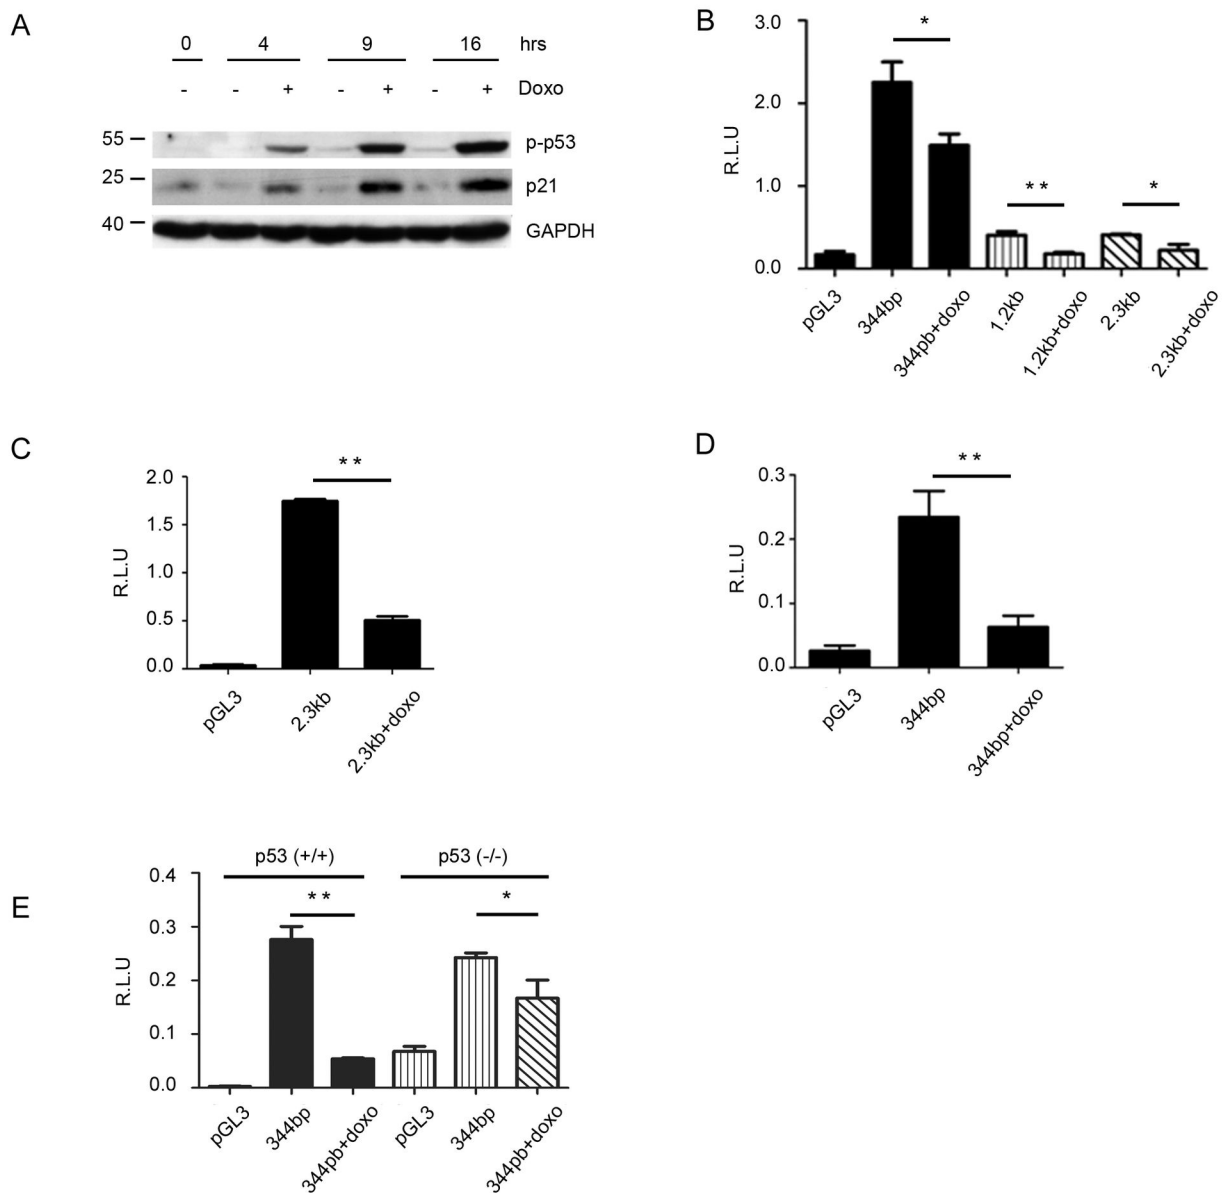 A
0 4 9 16 hrs
- - + - + - + Doxo
55 p-p53
25 p21
40 GAPDH
B
3.0
2.0
1.0
0.0
R.L.U
*
**
*
pGL3
344bp
344pb+doxo
1.2kb
1.2kb+doxo
2.3kb
2.3kb+doxo
C
2.0
1.5
1.0
0.5
0.0
R.L.U
**
pGL3
2.3kb
2.3kb+doxo
D
0.3
0.2
0.1
0.0
R.L.U
**
pGL3
344bp
344bp+doxo
E
p53 (+/+) p53 (-/-)
0.4
0.3
0.2
0.1
0.0
R.L.U
**
*
pGL3
344bp
344pb+doxo
pGL3
344bp
344pb+doxo